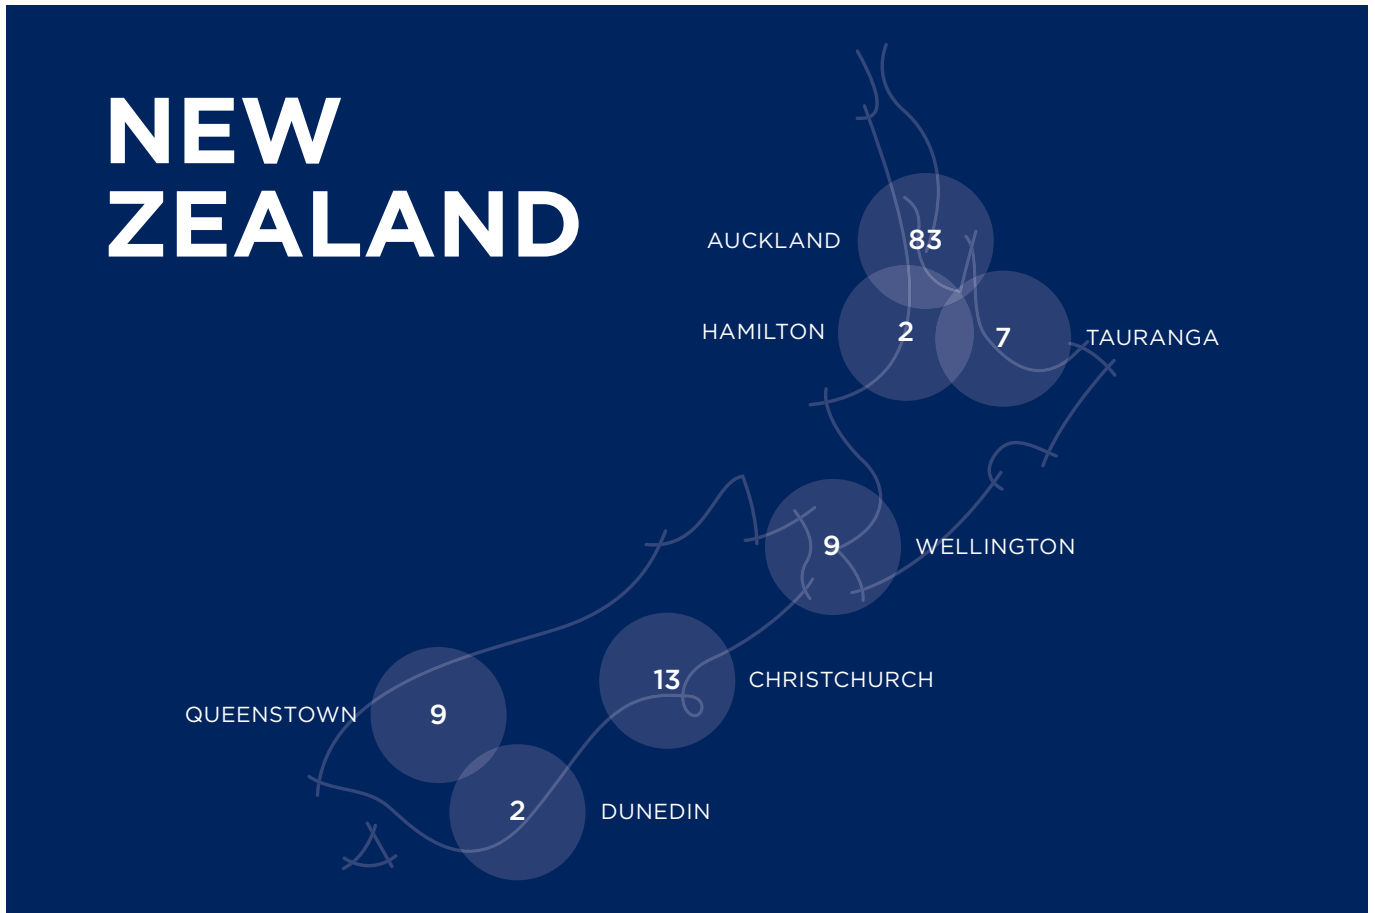 NEW
ZEALAND
AUCKLAND 83
HAMILTON 2
7 TAURANGA
9 WELLINGTON
13 CHRISTCHURCH
QUEENSTOWN 9
2 DUNEDIN